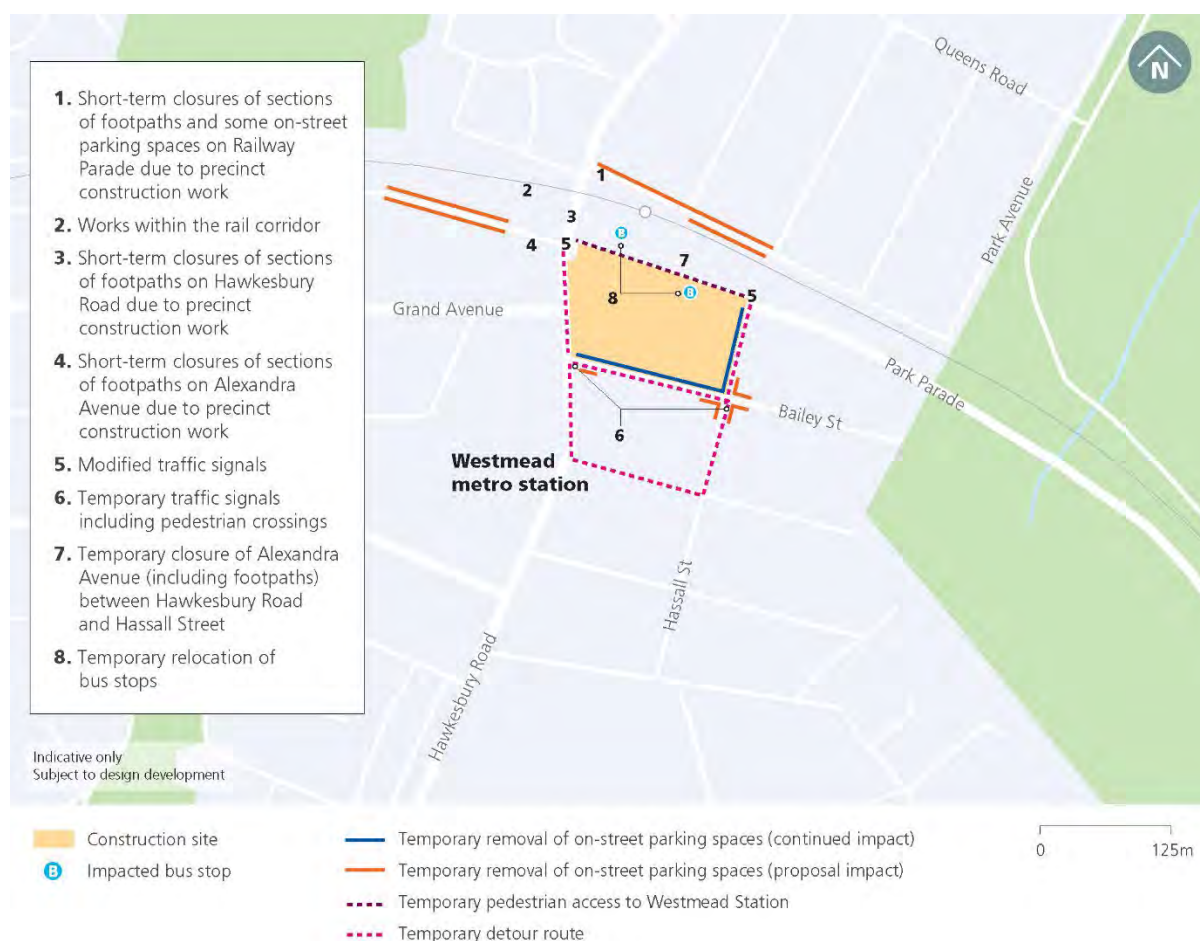 1. Short-term closures of sections
of footpaths and some on-street
parking spaces on Railway
Parade due to precinct
construction work
2. Works within the rail corridor
3. Short-term closures of sections
of footpaths on Hawkesbury
Road due to precinct
construction work
4. Short-term closures of sections
of footpaths on Alexandra
Avenue due to precinct
construction work
5. Modified traffic signals
6. Temporary traffic signals
including pedestrian crossings
7. Temporary closure of Alexandra
Avenue (including footpaths)
between Hawkesbury Road
and Hassall Street
8. Temporary relocation of
bus stops
Indicative only
Subject to design development
Queens Road
N
Park Avenue
1
2
3
B
4
5
7
8
B
5
Grand Avenue
Park Parade
Bailey St
6
Westmead
metro station
Hassall St
Hawkesbury Road
Construction site
B Impacted bus stop
Temporary removal of on-street parking spaces (continued impact)
Temporary removal of on-street parking spaces (proposal impact)
Temporary pedestrian access to Westmead Station
Temporary detour route
0 125m